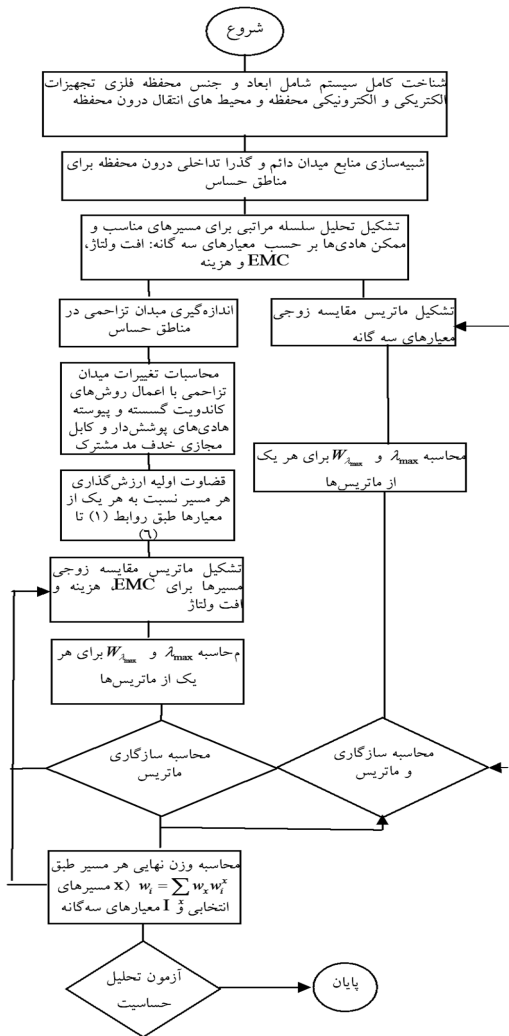 شروع
شناخت کامل سیستم شامل ابعاد و جنس محفظه فلزی تجهیزات
الکتریکی و الکترونیکی محفظه و محیط های انتقال درون محفظه
شبیه‌سازی منابع میدان دائم و گذرا تداخلی درون محفظه برای
مناطق حساس
تشکیل تحلیل سلسله مراتبی برای مسیرهای مناسب و
ممکن هادی‌ها بر حسب معیارهای سه گانه: افت ولتاژ،
EMC و هزینه
اندازه‌گیری میدان تزاحمی در
مناطق حساس
تشکیل ماتریس مقایسه زوجی
معیارهای سه گانه
محاسبات تغییرات میدان
تزاحمی با اعمال روش‌های
کاندویت گسسته و پیوسته
هادی‌های پوشش‌دار و کابل
مجازی خدف مد مشترک
محاسبه λmax و Wλmax برای هر یک
از ماتریس‌ها
قضاوت اولیه ارزش‌گذاری
هر مسیر نسبت به هر یک از
معیارها طبق روابط (۱) تا
(٦)
تشکیل ماتریس مقایسه زوجی
مسیرها برای EMC، هزینه و
افت ولتاژ
محاسبه λmax و Wλmax برای هر
یک از ماتریس‌ها
محاسبه سازگاری
ماتریس
محاسبه سازگاری
و ماتریس
محاسبه وزن نهایی هر مسیر طبق
wᵢ = ∑ wₓ wᵢˣ (x مسیرهای
انتخابی و I معیارهای سه‌گانه
x
آزمون تحلیل
حساسیت
پایان